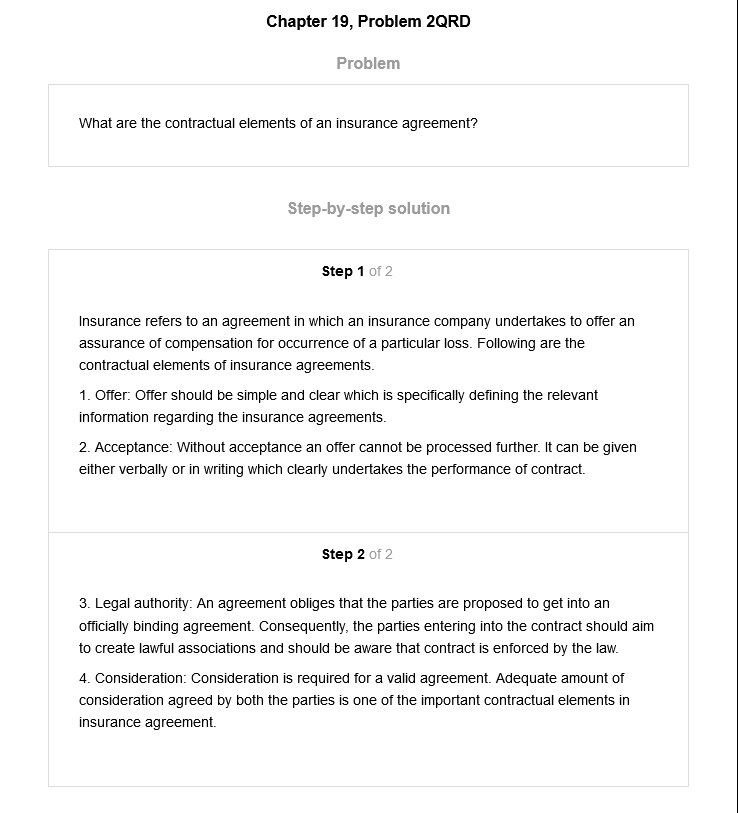 Chapter 19, Problem 2QRD
Problem
What are the contractual elements of an insurance agreement?
Step-by-step solution
Step 1 of 2
Insurance refers to an agreement in which an insurance company undertakes to offer an
assurance of compensation for occurrence of a particular loss. Following are the
contractual elements of insurance agreements.
1. Offer: Offer should be simple and clear which is specifically defining the relevant
information regarding the insurance agreements.
2. Acceptance: Without acceptance an offer cannot be processed further. It can be given
either verbally or in writing which clearly undertakes the performance of contract.
Step 2 of 2
3. Legal authority: An agreement obliges that the parties are proposed to get into an
officially binding agreement. Consequently, the parties entering into the contract should aim
to create lawful associations and should be aware that contract is enforced by the law.
4. Consideration: Consideration is required for a valid agreement. Adequate amount of
consideration agreed by both the parties is one of the important contractual elements in
insurance agreement.